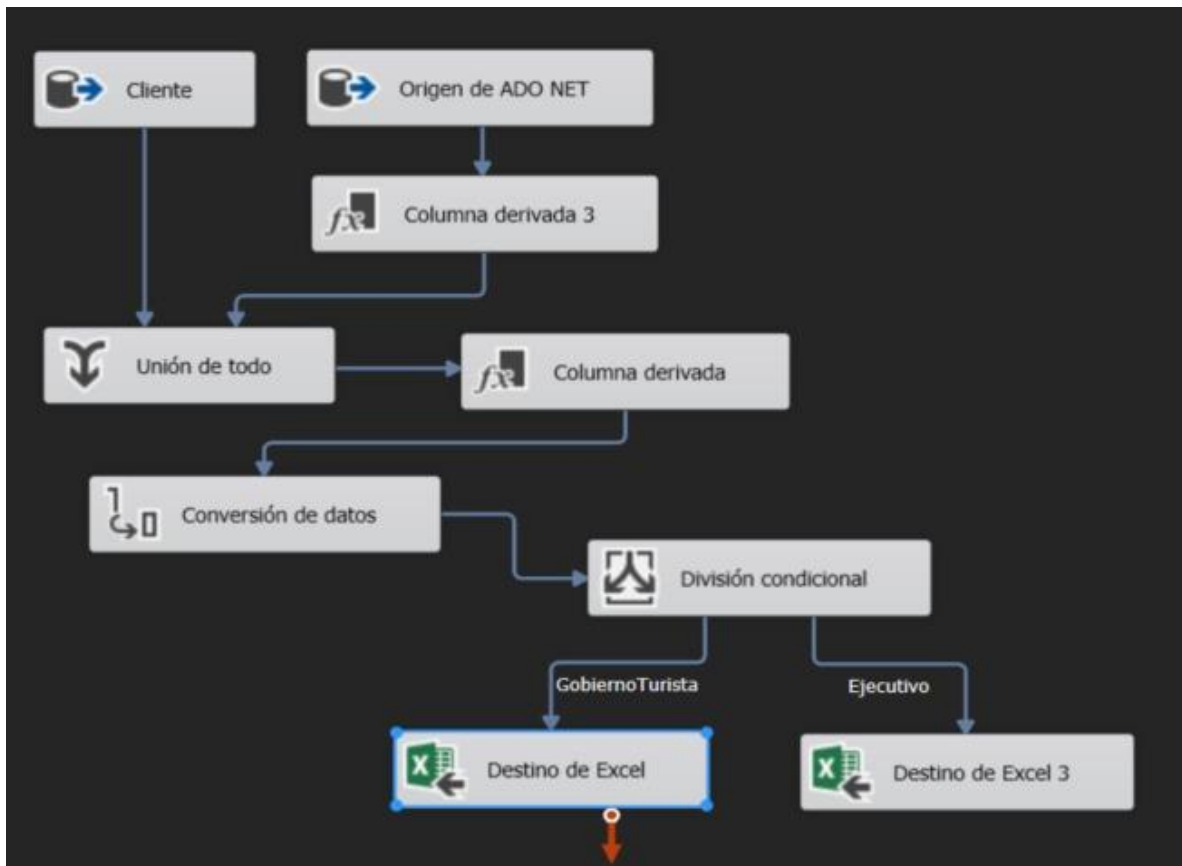 Cliente
Origen de ADO NET
Columna derivada 3
Unión de todo
Columna derivada
Conversión de datos
División condicional
GobiernoTurista
Ejecutivo
Destino de Excel
Destino de Excel 3